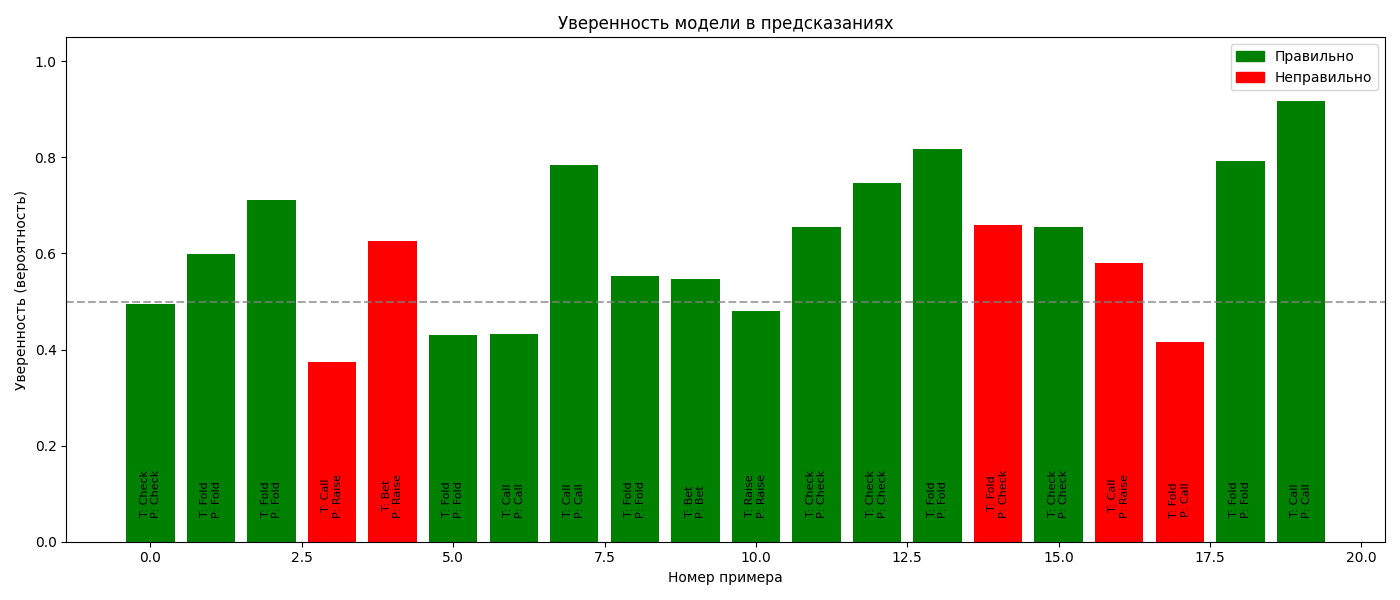 Уверенность модели в предсказаниях
Правильно
Неправильно
Уверенность (вероятность)
1.0
0.8
0.6
0.4
0.2
0.0
T: Check
P: Check
T: Fold
P: Fold
T: Fold
P: Fold
T: Call
P: Raise
T: Bet
P: Raise
T: Fold
P: Fold
T: Call
P: Call
T: Call
P: Call
T: Fold
P: Fold
T: Bet
P: Bet
T: Raise
P: Raise
T: Check
P: Check
T: Check
P: Check
T: Fold
P: Fold
T: Fold
P: Check
T: Check
P: Check
T: Call
P: Raise
T: Fold
P: Call
T: Fold
P: Fold
T: Call
P: Call
0.0 2.5 5.0 7.5 10.0 12.5 15.0 17.5 20.0
Номер примера